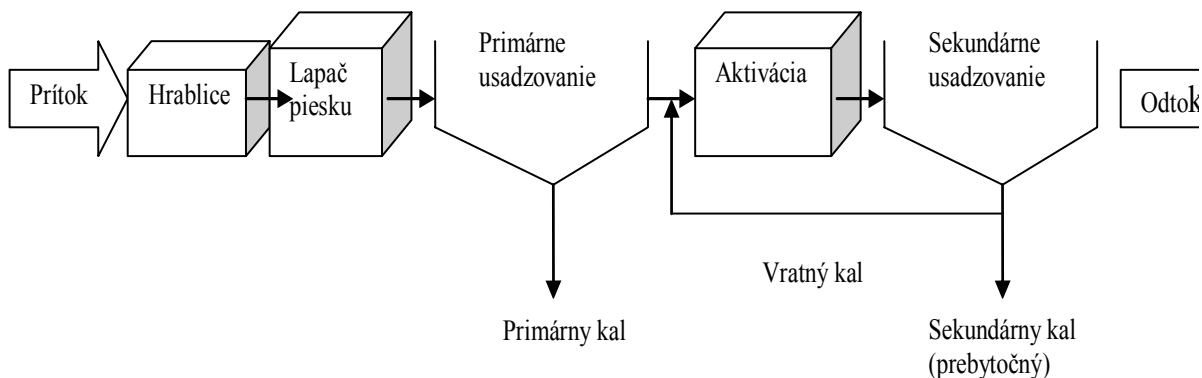 Prítok
Hrablice
Lapač
piesku
Primárne
usadzovanie
Aktivácia
Sekundárne
usadzovanie
Odtok
Vratný kal
Primárny kal
Sekundárny kal
(prebytočný)